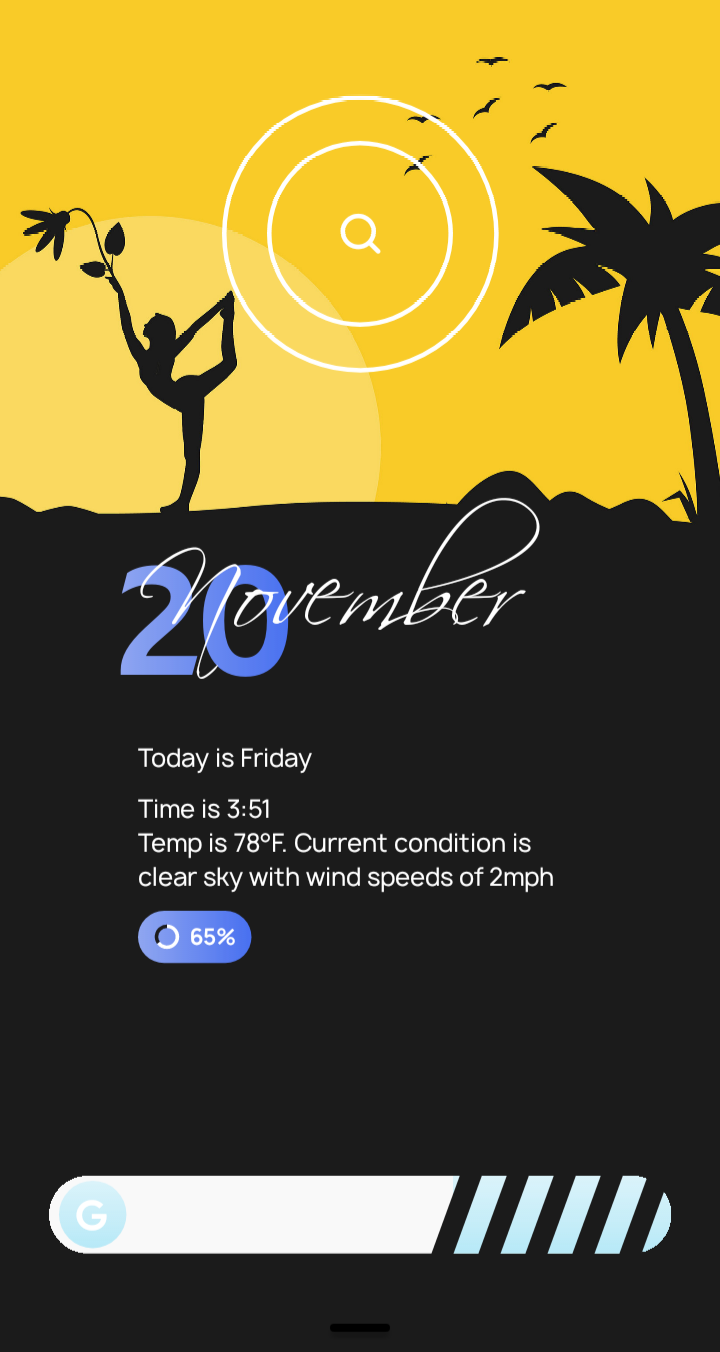 20 November
Today is Friday
Time is 3:51
Temp is 78°F. Current condition is
clear sky with wind speeds of 2mph
65%
G